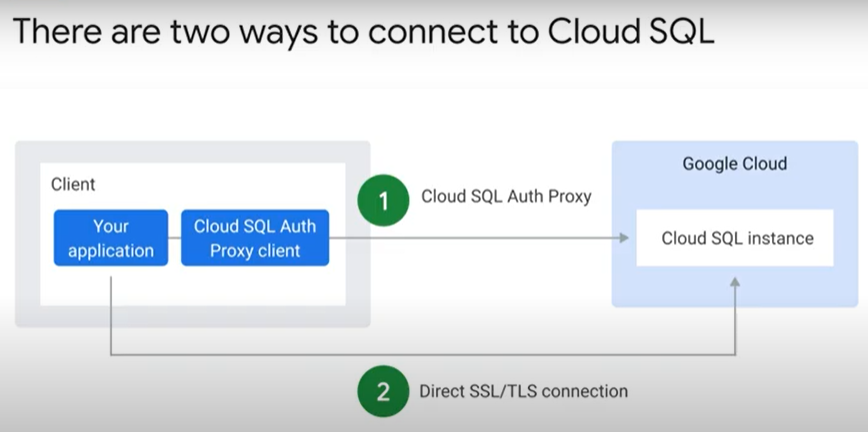 There are two ways to connect to Cloud SQL
Client
Your
application
Cloud SQL Auth
Proxy client
1
Cloud SQL Auth Proxy
Google Cloud
Cloud SQL instance
2
Direct SSL/TLS connection